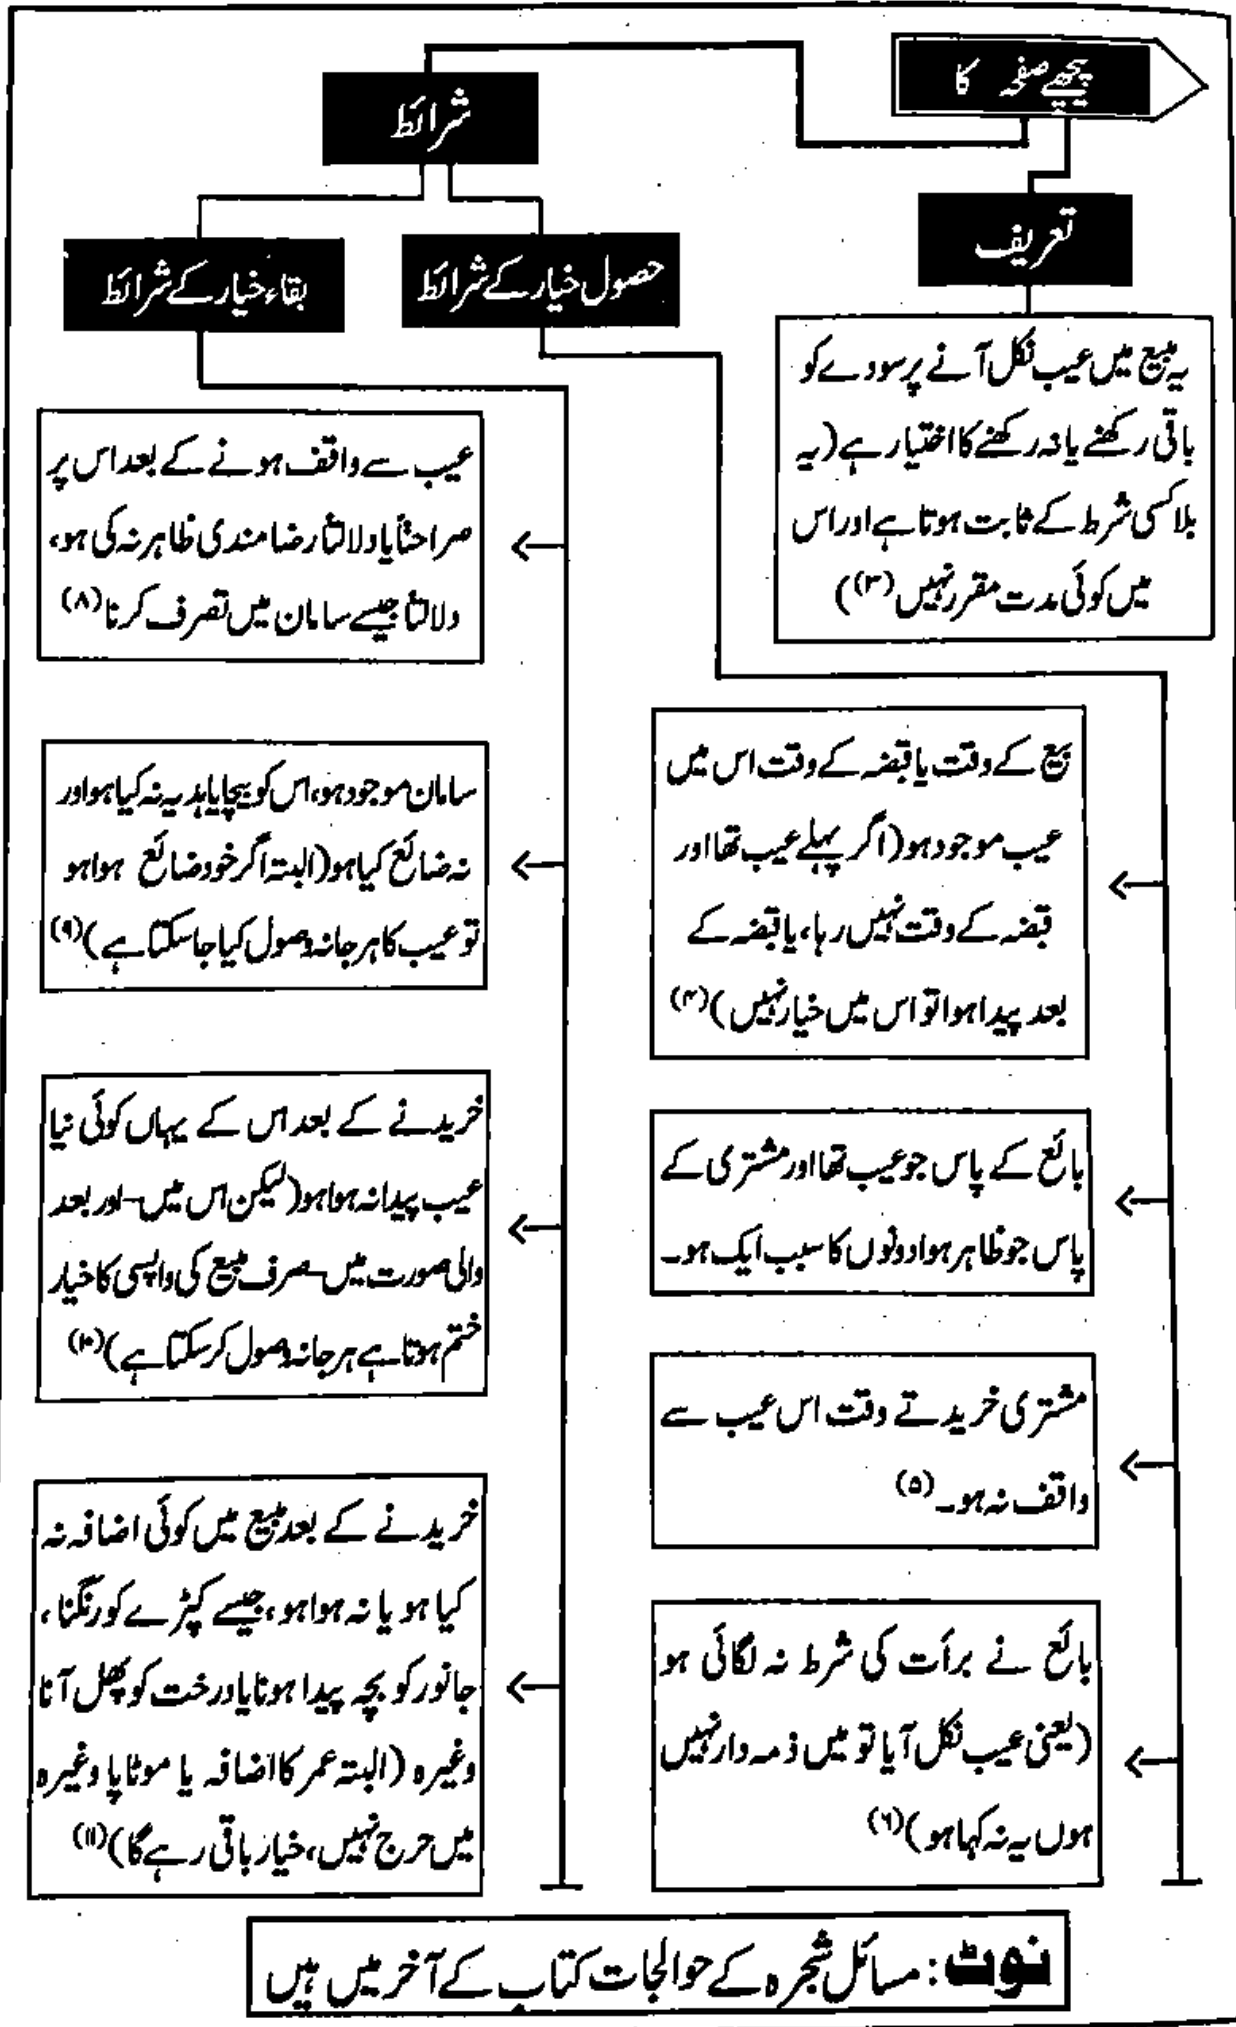 پیچھے صفحہ کا
تعریف
یہ مبیع میں عیب نکل آنے پر سودے کو
باقی رکھنے یا نہ رکھنے کا اختیار ہے (یہ
بلا کسی شرط کے ثابت ہوتا ہے اور اس
میں کوئی مدت مقرر نہیں (۳))
شرائط
حصول خیار کے شرائط
بیع کے وقت یا قبضہ کے وقت اس میں
عیب موجود ہو (اگر پہلے عیب تھا اور
قبضہ کے وقت نہیں رہا، یا قبضہ کے
بعد پیدا ہوا تو اس میں خیار نہیں) (۴)
بائع کے پاس جو عیب تھا اور مشتری کے
پاس جو ظاہر ہوا دونوں کا سبب ایک ہو۔
مشتری خریدتے وقت اس عیب سے
واقف نہ ہو۔ (۵)
بائع نے برأت کی شرط نہ لگائی ہو
(یعنی عیب نکل آیا تو میں ذمہ دار نہیں
ہوں یہ نہ کہا ہو) (۶)
بقاء خیار کے شرائط
عیب سے واقف ہونے کے بعد اس پر
صراحتاً یا دلالتاً رضا مندی ظاہر نہ کی ہو،
دلالتاً جیسے سامان میں تصرف کرنا (۸)
سامان موجود ہو، اس کو بیچا یا ہدیہ نہ کیا ہو اور
نہ ضائع کیا ہو (البتہ اگر خود ضائع ہوا ہو
تو عیب کا ہرجانہ وصول کیا جا سکتا ہے) (۹)
خریدنے کے بعد اس کے یہاں کوئی نیا
عیب پیدا نہ ہوا ہو (لیکن اس میں - اور بعد
والی صورت میں - صرف مبیع کی واپسی کا خیار
ختم ہوتا ہے ہرجانہ وصول کر سکتا ہے) (۱۰)
خریدنے کے بعد مبیع میں کوئی اضافہ نہ
کیا ہو یا نہ ہوا ہو، جیسے کپڑے کو رنگنا،
جانور کو بچہ پیدا ہونا یا درخت کو پھل آنا
وغیرہ (البتہ عمر کا اضافہ یا موٹاپا وغیرہ
میں حرج نہیں، خیار باقی رہے گا) (۱۱)
نوٹ: مسائل شجرہ کے حوالجات کتاب کے آخر میں ہیں